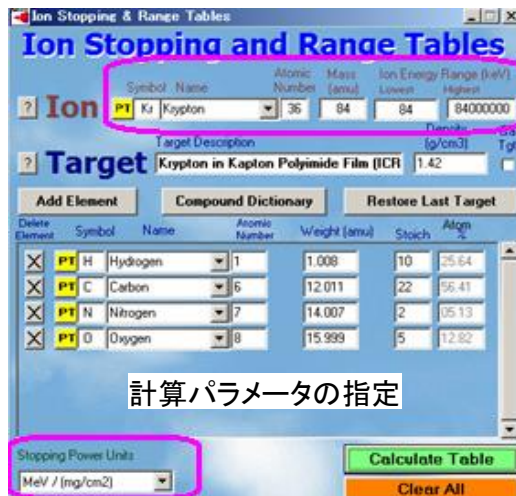 Ion Stopping & Range Tables
Ion Stopping and Range Tables
Symbol Name Atomic Number Mass (amu) Ion Energy Range (keV) Lowest Highest
? Ion PT Kr Krypton 36 84 84 84000000
Target Description Density (g/cm3)
? Target Krypton in Kapton Polyimide Film (ICR 1.42
Add Element Compound Dictionary Restore Last Target
Delete Element Symbol Name Atomic Number Weight (amu) Stoich Atom %
X PT H Hydrogen 1 1.008 10 25.64
X PT C Carbon 6 12.011 22 56.41
X PT N Nitrogen 7 14.007 2 05.13
X PT O Oxygen 8 15.999 5 12.82
計算パラメータの指定
Stopping Power Units
MeV / (mg/cm2)
Calculate Table
Clear All